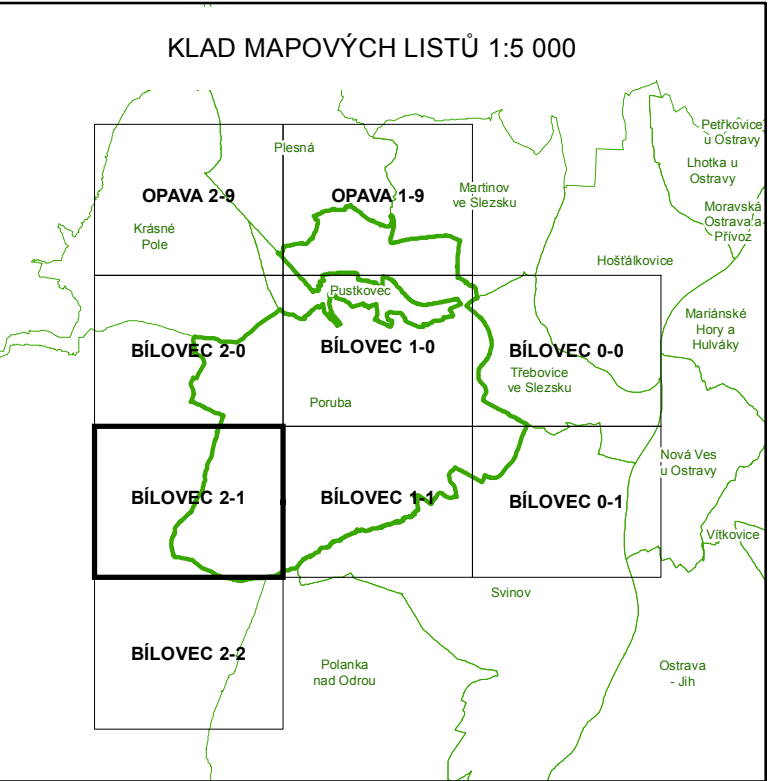 KLAD MAPOVÝCH LISTŮ 1:5 000
Petřkovice
u Ostravy
Plesná
Lhotka u
Ostravy
OPAVA 2-9
OPAVA 1-9
Martinov
ve Slezsku
Moravská
Ostrava a
Přívoz
Krásné
Pole
Hošťálkovice
Pustkovec
Mariánské
Hory a
Hulváky
BÍLOVEC 2-0
BÍLOVEC 1-0
BÍLOVEC 0-0
Třebovice
ve Slezsku
Poruba
Nová Ves
u Ostravy
BÍLOVEC 2-1
BÍLOVEC 1-1
BÍLOVEC 0-1
Vítkovice
Svinov
BÍLOVEC 2-2
Polanka
nad Odrou
Ostrava
- Jih